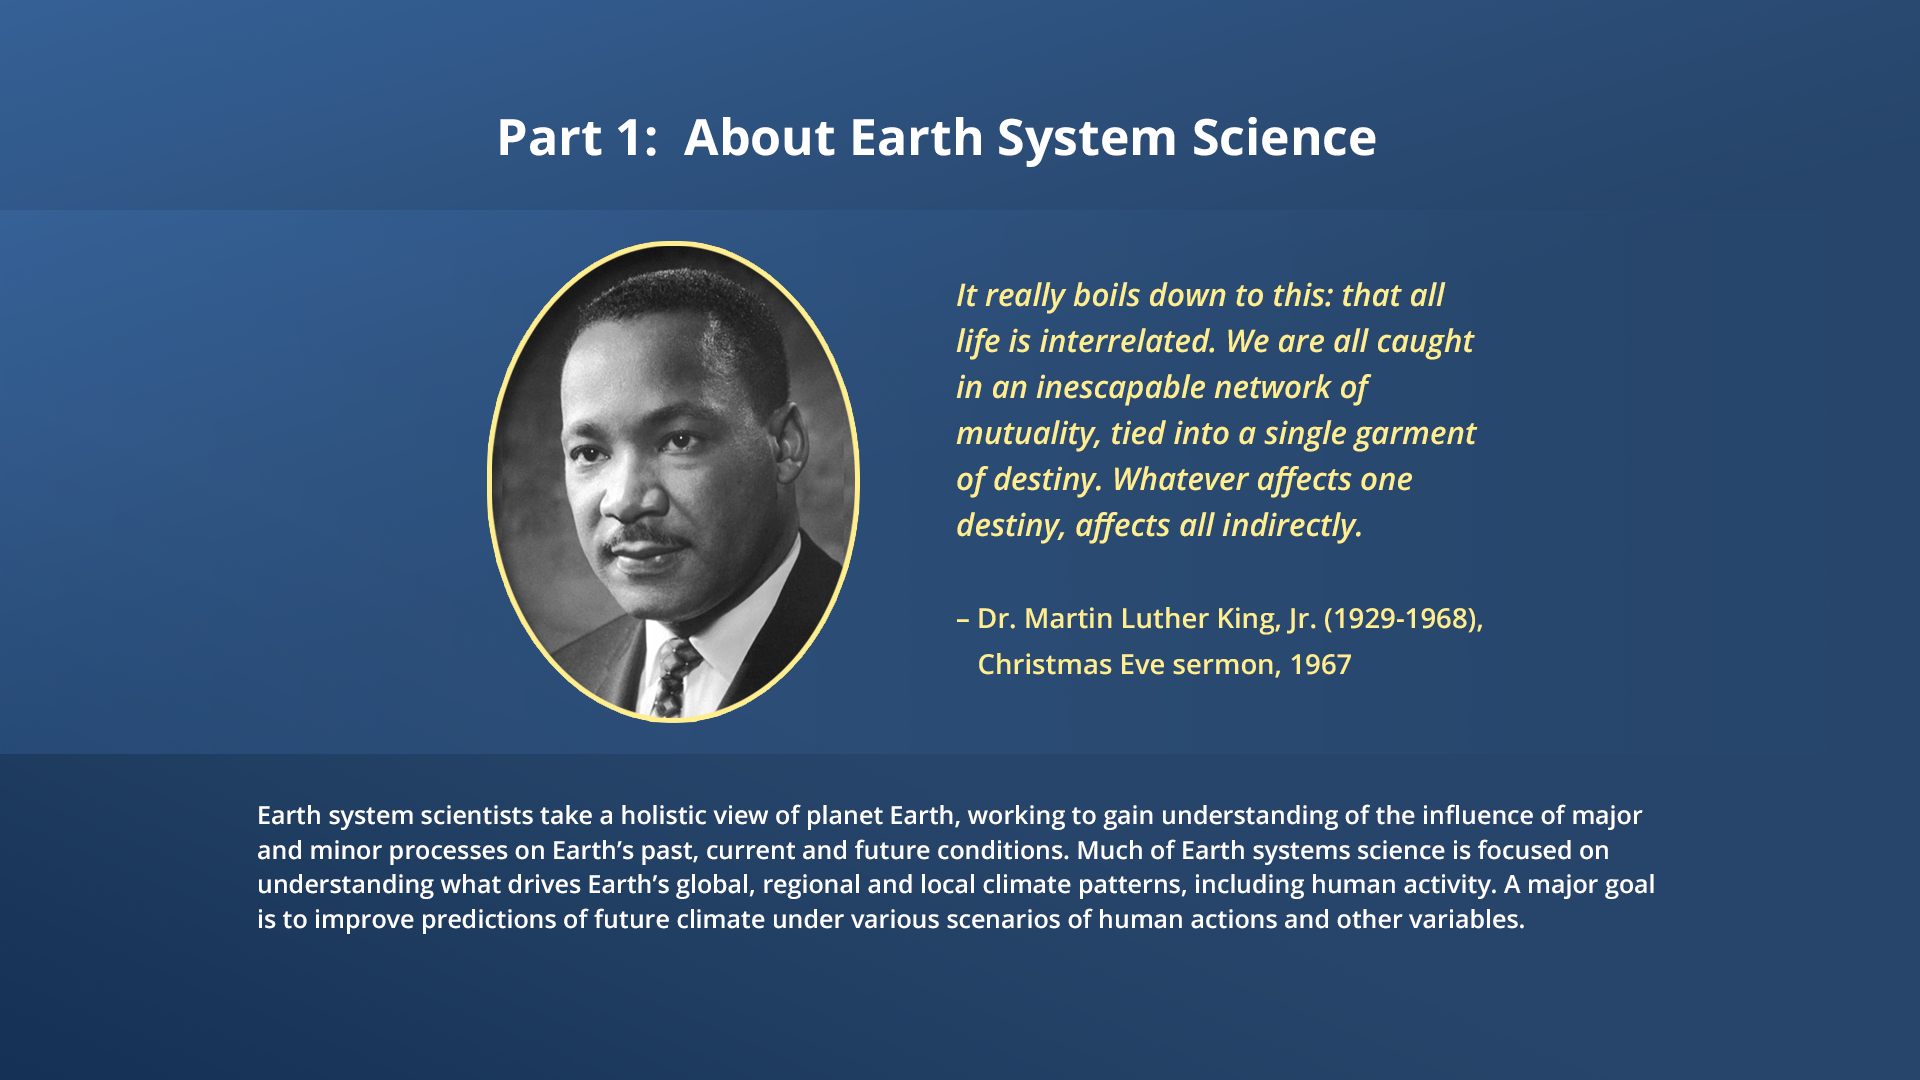 Part 1:  About Earth System Science
It really boils down to this: that all
life is interrelated. We are all caught
in an inescapable network of
mutuality, tied into a single garment
of destiny. Whatever affects one
destiny, affects all indirectly.
– Dr. Martin Luther King, Jr. (1929-1968),
Christmas Eve sermon, 1967
Earth system scientists take a holistic view of planet Earth, working to gain understanding of the influence of major
and minor processes on Earth’s past, current and future conditions. Much of Earth systems science is focused on
understanding what drives Earth’s global, regional and local climate patterns, including human activity. A major goal
is to improve predictions of future climate under various scenarios of human actions and other variables.